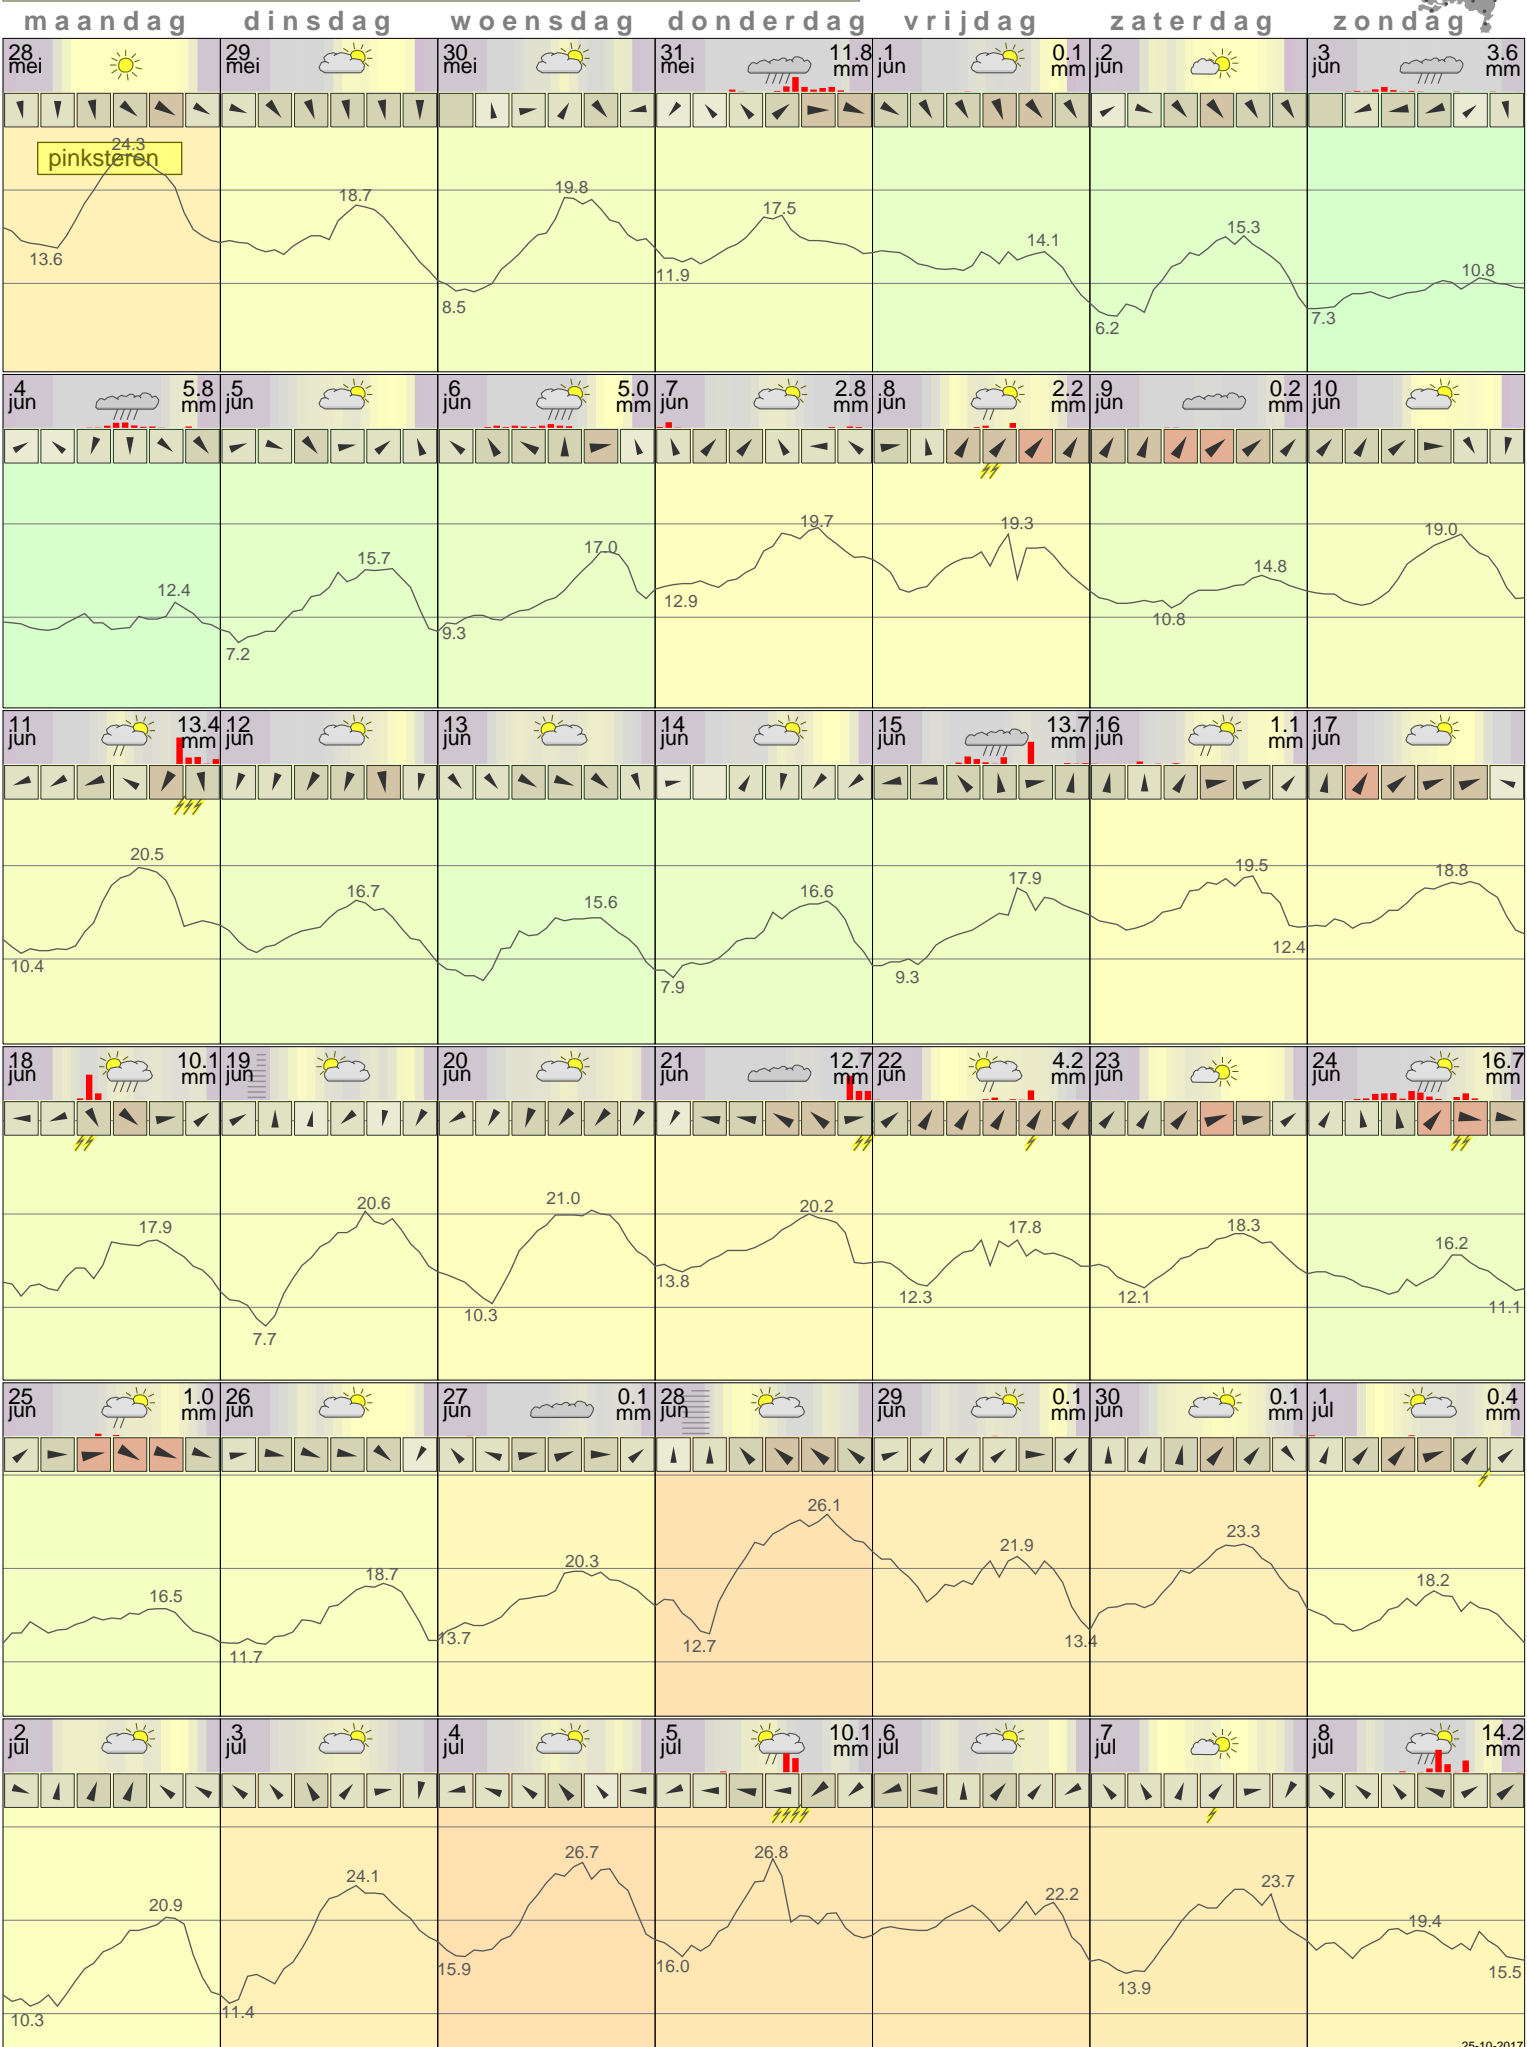 maandag dinsdag woensdag donderdag vrijdag zaterdag zondag
28 29 30 31 11.8 1 0.1 2 3 3.6
mei mei mei mei mm jun mm jun jun mm
24.3
pinksteren
18.7 19.8 17.5 14.1 15.3 10.8
13.6 8.5 11.9 6.2 7.3
4 5.8 5 6 5.0 7 2.8 8 2.2 9 0.2 10
jun mm jun jun mm jun mm jun mm jun mm jun
12.4 15.7 17.0 19.7 19.3 14.8 19.0
7.2 9.3 12.9 10.8
11 13.4 12 13 14 15 13.7 16 1.1 17
jun mm jun jun jun jun mm jun mm jun
20.5 16.7 15.6 16.6 17.9 19.5 18.8
10.4 7.9 9.3 12.4
18 10.1 19 20 21 12.7 22 4.2 23 24 16.7
jun mm jun jun jun mm jun mm jun jun mm
17.9 20.6 21.0 20.2 17.8 18.3 16.2
7.7 10.3 13.8 12.3 12.1 11.1
25 1.0 26 27 0.1 28 29 0.1 30 0.1 1 0.4
jun mm jun jun mm jun jun mm jun mm jul mm
16.5 18.7 20.3 26.1 21.9 23.3 18.2
11.7 13.7 12.7 13.4
2 3 4 5 10.1 6 7 8 14.2
jul jul jul jul mm jul jul jul mm
20.9 24.1 26.7 26.8 22.2 23.7 19.4
10.3 11.4 15.9 16.0 13.9 15.5
25-10-2017